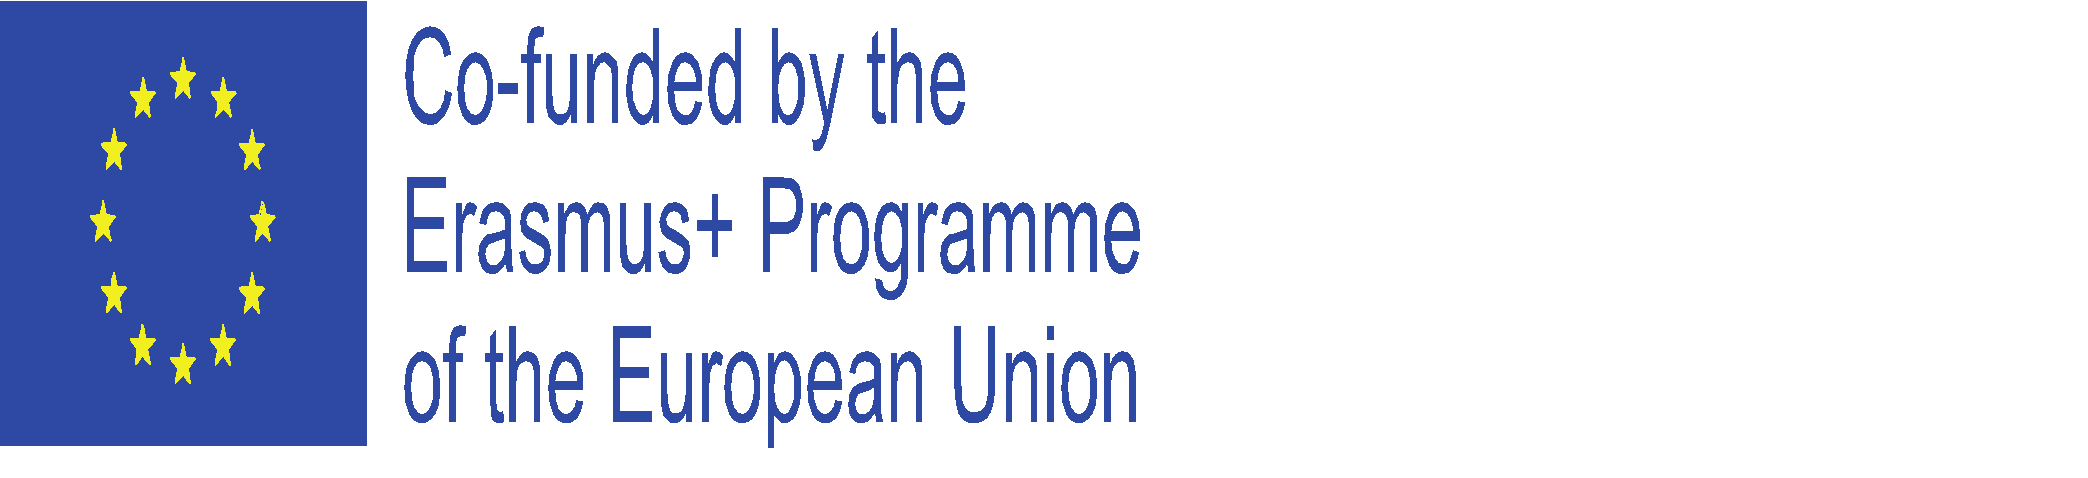 Co-funded by the
Erasmus+ Programme
of the European Union